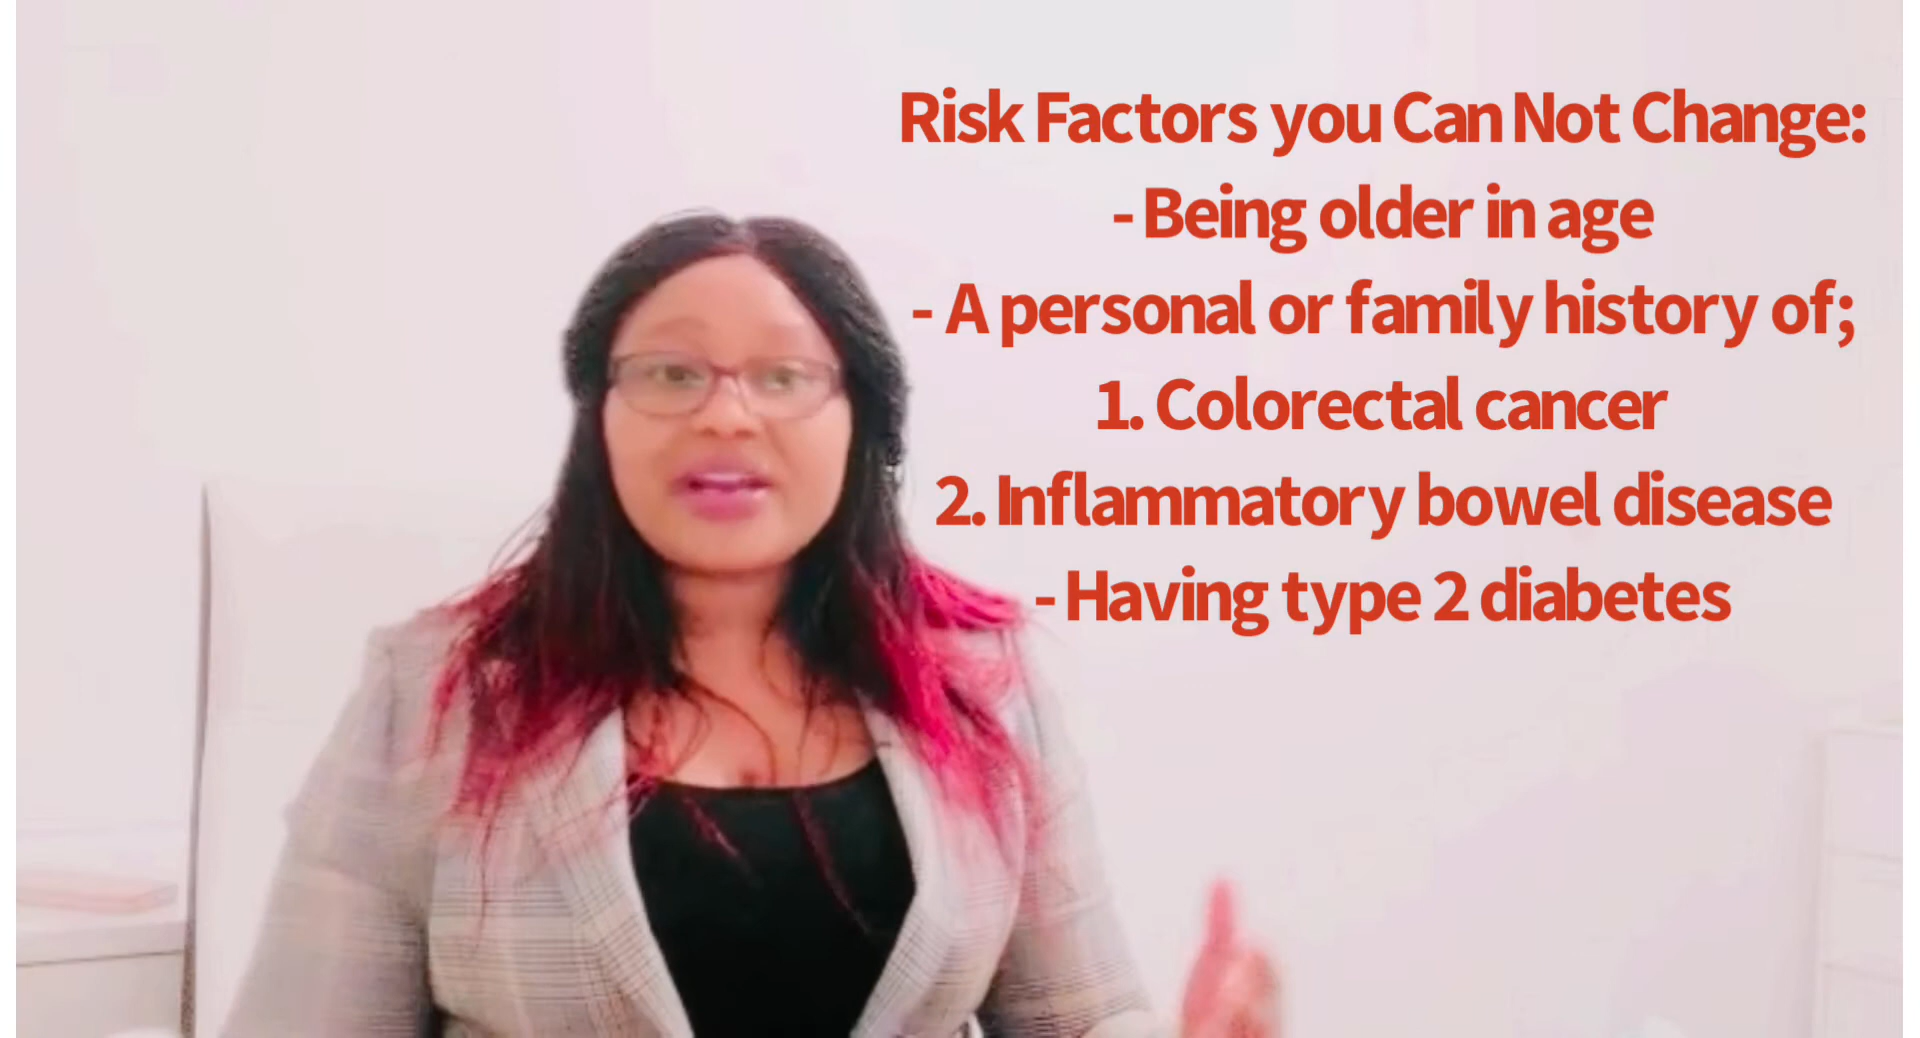 Risk Factors you Can Not Change:
- Being older in age
- A personal or family history of;
1. Colorectal cancer
2. Inflammatory bowel disease
- Having type 2 diabetes